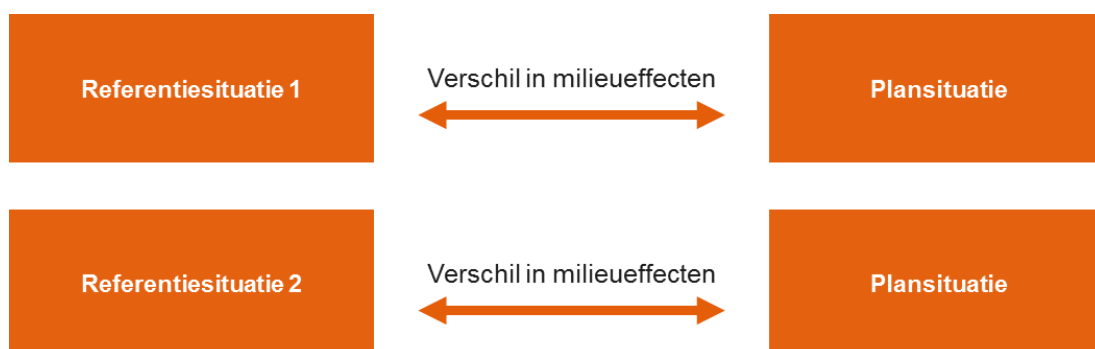 Referentiesituatie 1
Verschil in milieueffecten
Plansituatie
Referentiesituatie 2
Verschil in milieueffecten
Plansituatie